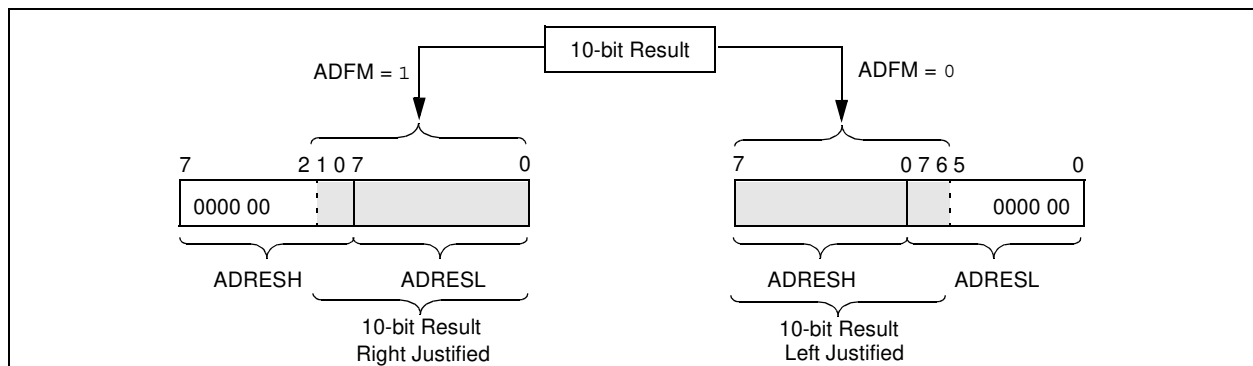 10-bit Result
ADFM = 1
ADFM = 0
7 2 1 0 7 0
7 0 7 6 5 0
0000 00
0000 00
ADRESH ADRESL
ADRESH ADRESL
10-bit Result
Right Justified
10-bit Result
Left Justified